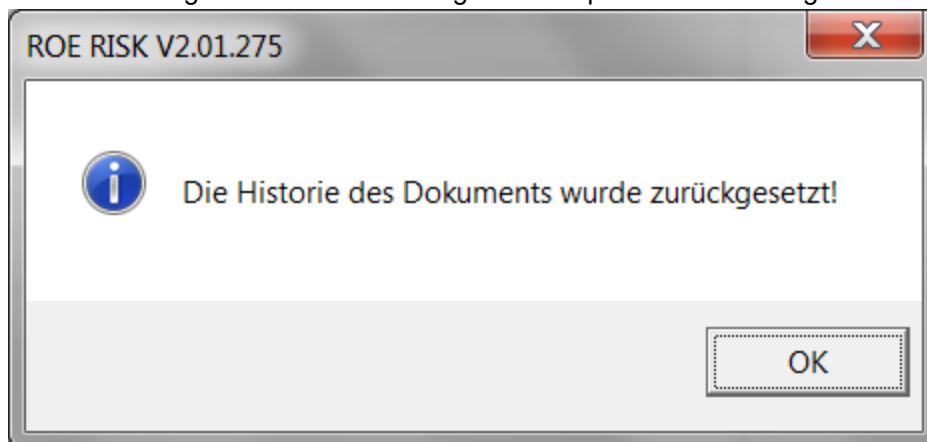 ROE RISK V2.01.275
Die Historie des Dokuments wurde zurückgesetzt!
OK